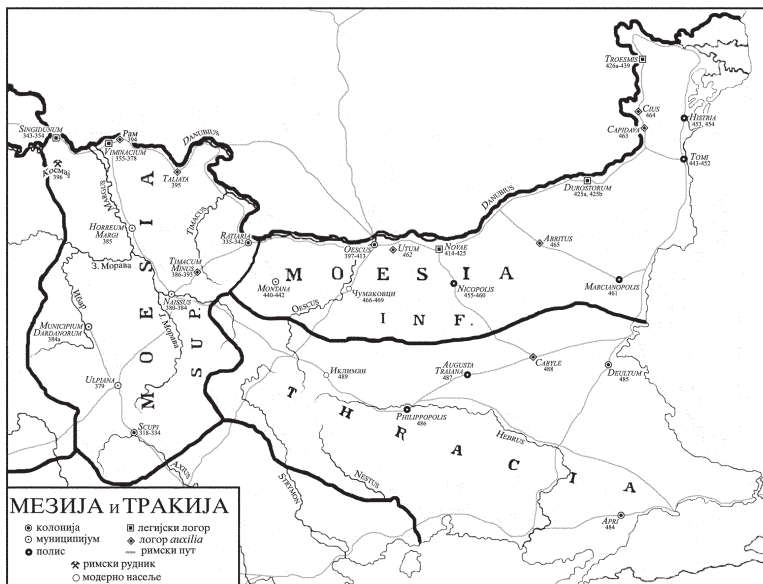 TROESMIS
426a-439
CIUS
464
HISTRIA
453, 454
CAPIDAVA
463
TOMI
443-452
SINGIDUNUM
343-354
Рам
394
VIMINACIUM
355-378
DANUBIUS
Космај
396
TALIATA
395
MARGUS
DUROSTORUM
425a, 425b
DANUBIUS
TIMACUS
HORREUM
MARGI
385
RATIARIA
335-342
OESCUS
397-413
UTUM
462
NOVAE
414-425
ABRITUS
465
З. Морава
TIMACUM
MINUS
386-393
MOESIA
INF.
MONTANA
440-442
Чумаковци
466-469
NICOPOLIS
455-460
MARCIANOPOLIS
461
Ибар
NAISSUS
380-384
OESCUS
MUNICIPIUM
DARDANORUM
384a
Ј. Морава
MOESIA
SUP.
Ихлиман
489
AUGUSTA
TRAIANA
487
CABYLE
488
DEULTUM
485
ULPIANA
379
PHILIPPOPOLIS
486
HEBRUS
THRACIA
SCUPI
318-334
AXIUS
STRYMON
NESTUS
APRI
484
МЕЗИЈА и ТРАКИЈА
колонија
легијски логор
муниципијум
логор auxilia
полис
римски пут
римски рудник
модерно насеље